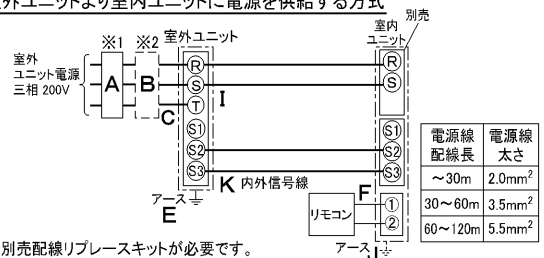 外ユニットより室内ユニットに電源を供給する方式
※1 ※2 室外ユニット
室内
ユニット
別売
室外
ユニット電源
三相 200V
A
B
C
R
S
T
S1
S2
S3
I
R
S
S1
S2
S3
K 内外信号線
アース
E
F
リモコン
①
②
アース
J
電源線
配線長
電源線
太さ
~30m 2.0mm²
30~60m 3.5mm²
60~120m 5.5mm²
別売配線リプレースキットが必要です。